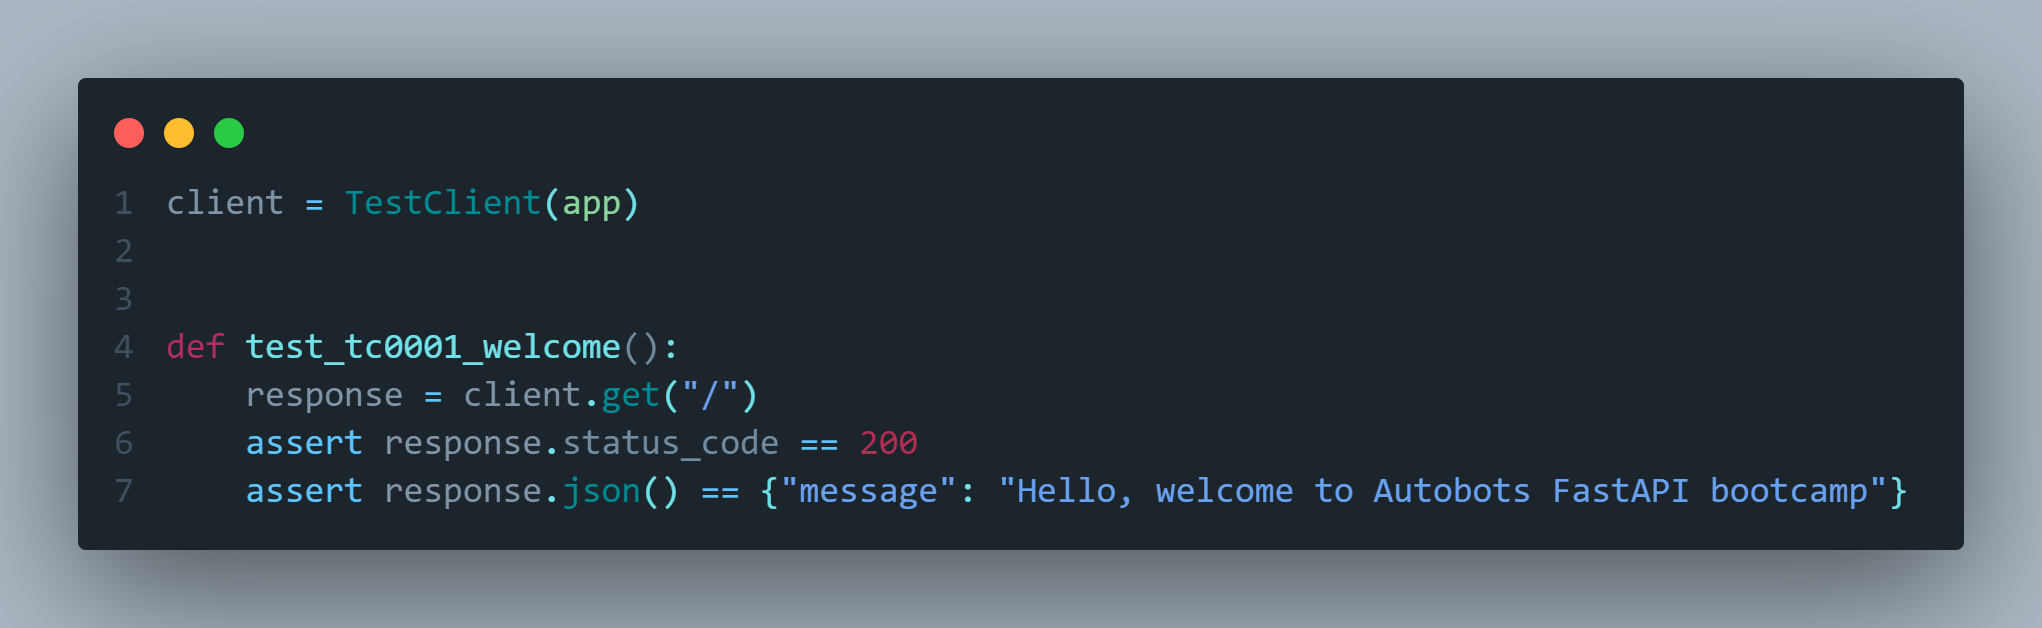 1 client = TestClient(app)
2
3
4 def test_tc0001_welcome():
5     response = client.get("/")
6     assert response.status_code == 200
7     assert response.json() == {"message": "Hello, welcome to Autobots FastAPI bootcamp"}